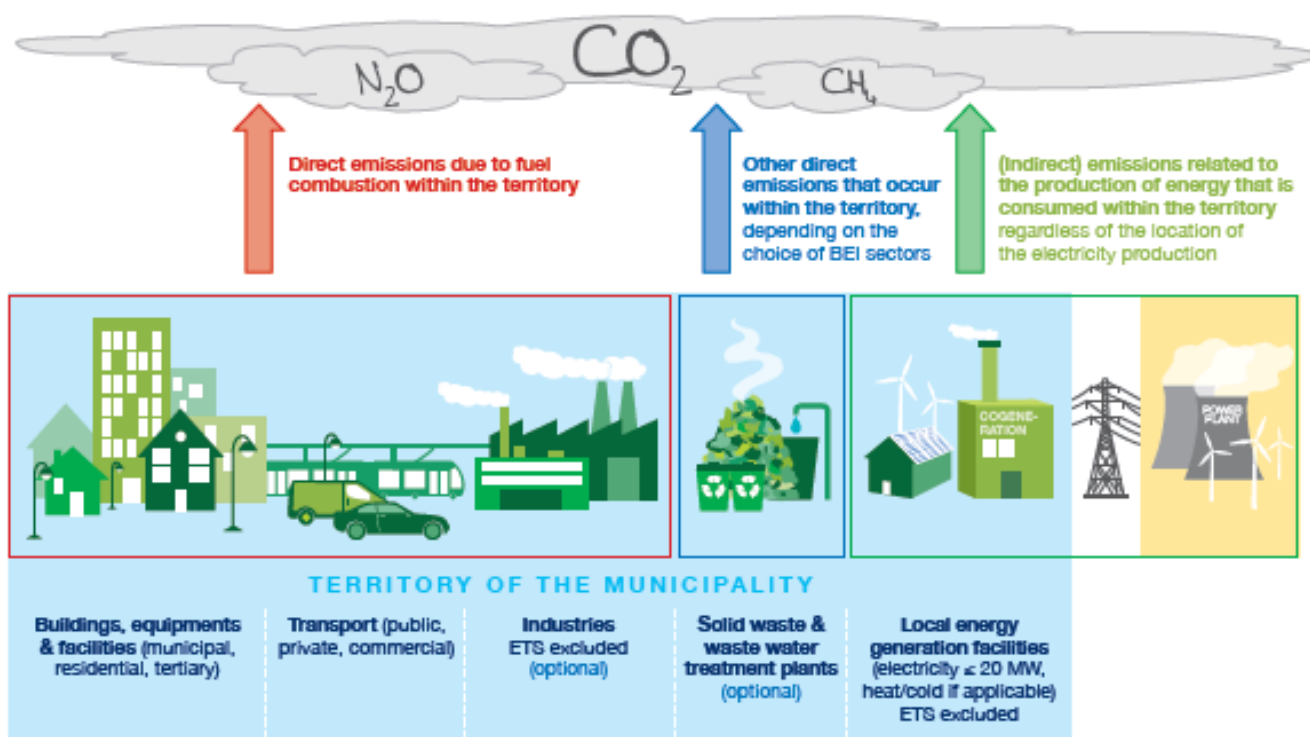 CO₂
N₂O
CH₄
Direct emissions due to fuel
combustion within the territory
Other direct
emissions that occur
within the territory,
depending on the
choice of BEI sectors
(Indirect) emissions related to
the production of energy that is
consumed within the territory
regardless of the location of
the electricity production
COGENE-
RATION
POWER
PLANT
TERRITORY OF THE MUNICIPALITY
Buildings, equipments
& facilities (municipal,
residential, tertiary)
Transport (public,
private, commercial)
Industries
ETS excluded
(optional)
Solid waste &
waste water
treatment plants
(optional)
Local energy
generation facilities
(electricity ≤ 20 MW,
heat/cold if applicable)
ETS excluded